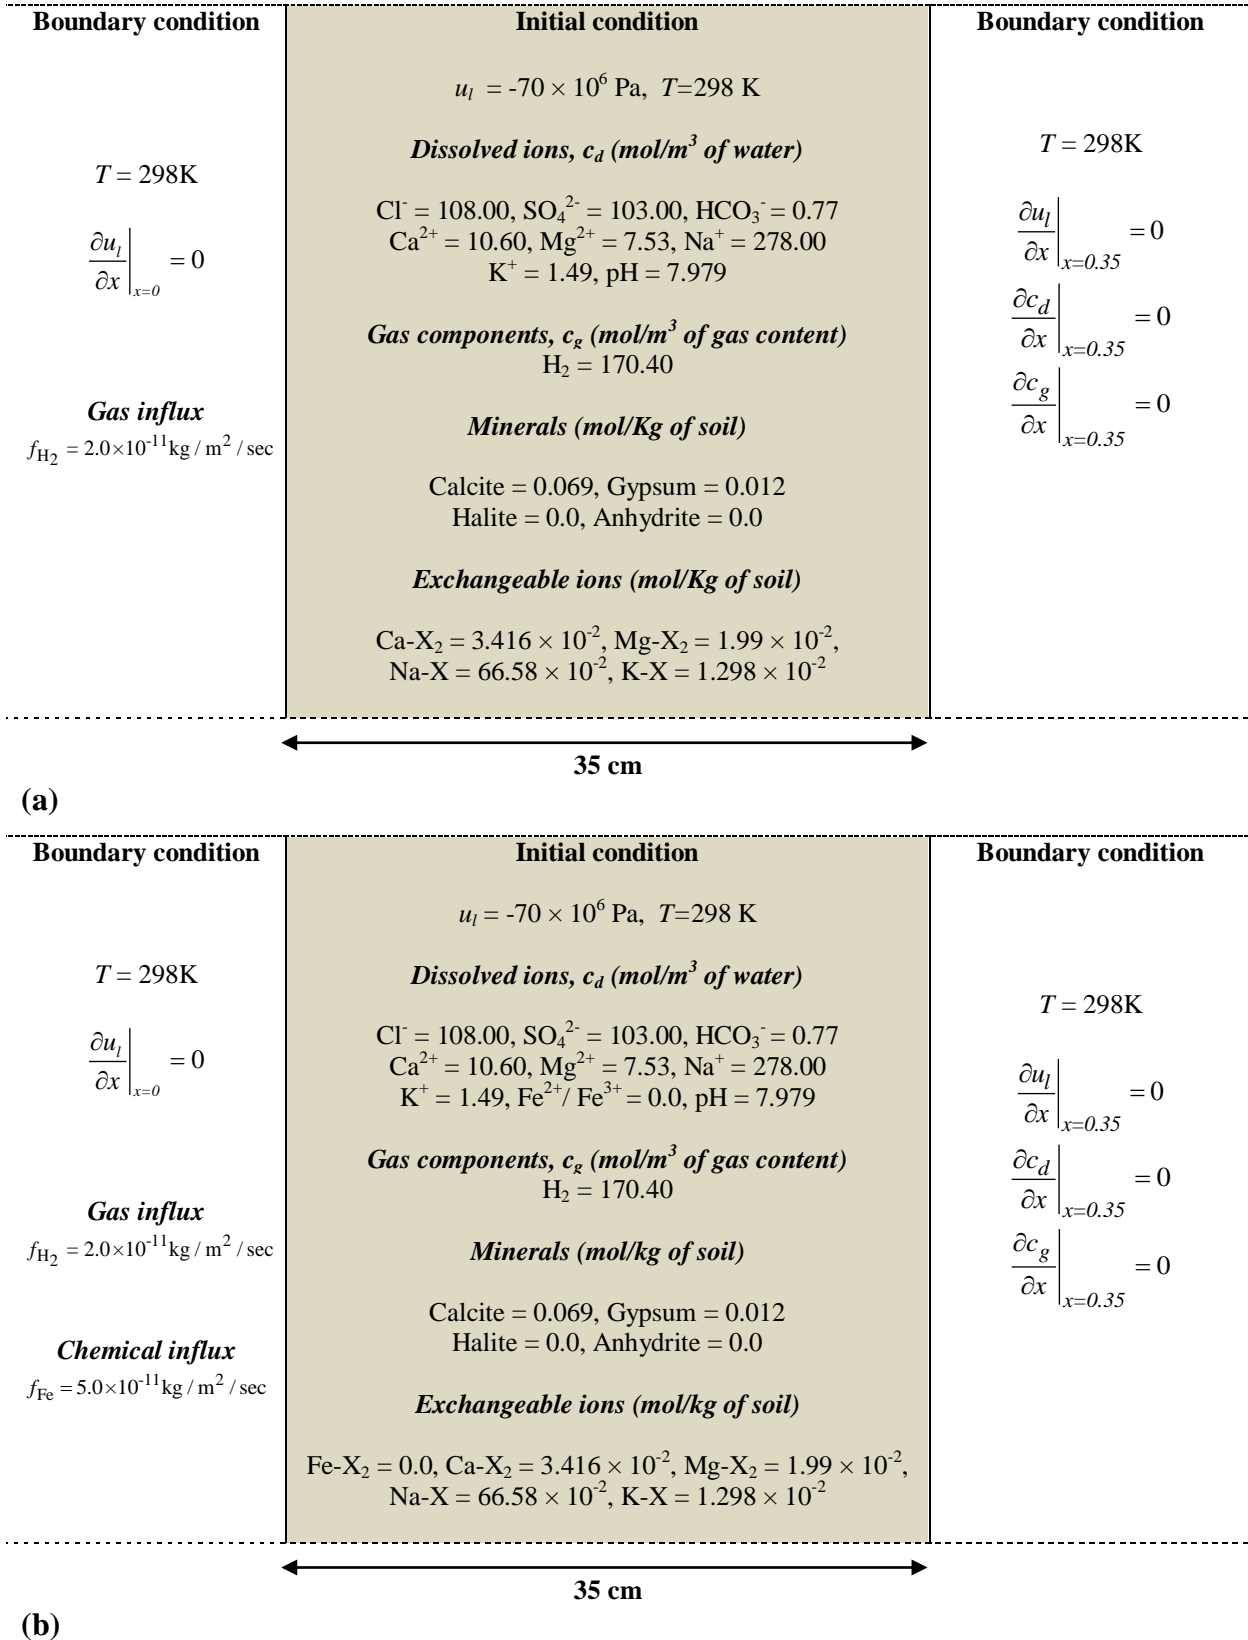 Boundary condition
Initial condition
Boundary condition
u_l = -70 × 10^6 Pa, T=298 K
Dissolved ions, c_d (mol/m^3 of water)
T = 298K
T = 298K
Cl^- = 108.00, SO_4^2- = 103.00, HCO_3^- = 0.77
Ca^2+ = 10.60, Mg^2+ = 7.53, Na^+ = 278.00
K^+ = 1.49, pH = 7.979
∂u_l/∂x|_x=0 = 0
∂u_l/∂x|_x=0.35 = 0
∂c_d/∂x|_x=0.35 = 0
∂c_g/∂x|_x=0.35 = 0
Gas components, c_g (mol/m^3 of gas content)
H_2 = 170.40
Gas influx
f_H_2 = 2.0×10^-11 kg / m^2 / sec
Minerals (mol/Kg of soil)
Calcite = 0.069, Gypsum = 0.012
Halite = 0.0, Anhydrite = 0.0
Exchangeable ions (mol/Kg of soil)
Ca-X_2 = 3.416 × 10^-2, Mg-X_2 = 1.99 × 10^-2,
Na-X = 66.58 × 10^-2, K-X = 1.298 × 10^-2
35 cm
(a)
Boundary condition
Initial condition
Boundary condition
u_l = -70 × 10^6 Pa, T=298 K
T = 298K
Dissolved ions, c_d (mol/m^3 of water)
T = 298K
Cl^- = 108.00, SO_4^2- = 103.00, HCO_3^- = 0.77
Ca^2+ = 10.60, Mg^2+ = 7.53, Na^+ = 278.00
K^+ = 1.49, Fe^2+/ Fe^3+ = 0.0, pH = 7.979
∂u_l/∂x|_x=0 = 0
∂u_l/∂x|_x=0.35 = 0
∂c_d/∂x|_x=0.35 = 0
∂c_g/∂x|_x=0.35 = 0
Gas components, c_g (mol/m^3 of gas content)
H_2 = 170.40
Gas influx
f_H_2 = 2.0×10^-11 kg / m^2 / sec
Minerals (mol/kg of soil)
Calcite = 0.069, Gypsum = 0.012
Halite = 0.0, Anhydrite = 0.0
Chemical influx
f_Fe = 5.0×10^-11 kg / m^2 / sec
Exchangeable ions (mol/kg of soil)
Fe-X_2 = 0.0, Ca-X_2 = 3.416 × 10^-2, Mg-X_2 = 1.99 × 10^-2,
Na-X = 66.58 × 10^-2, K-X = 1.298 × 10^-2
35 cm
(b)